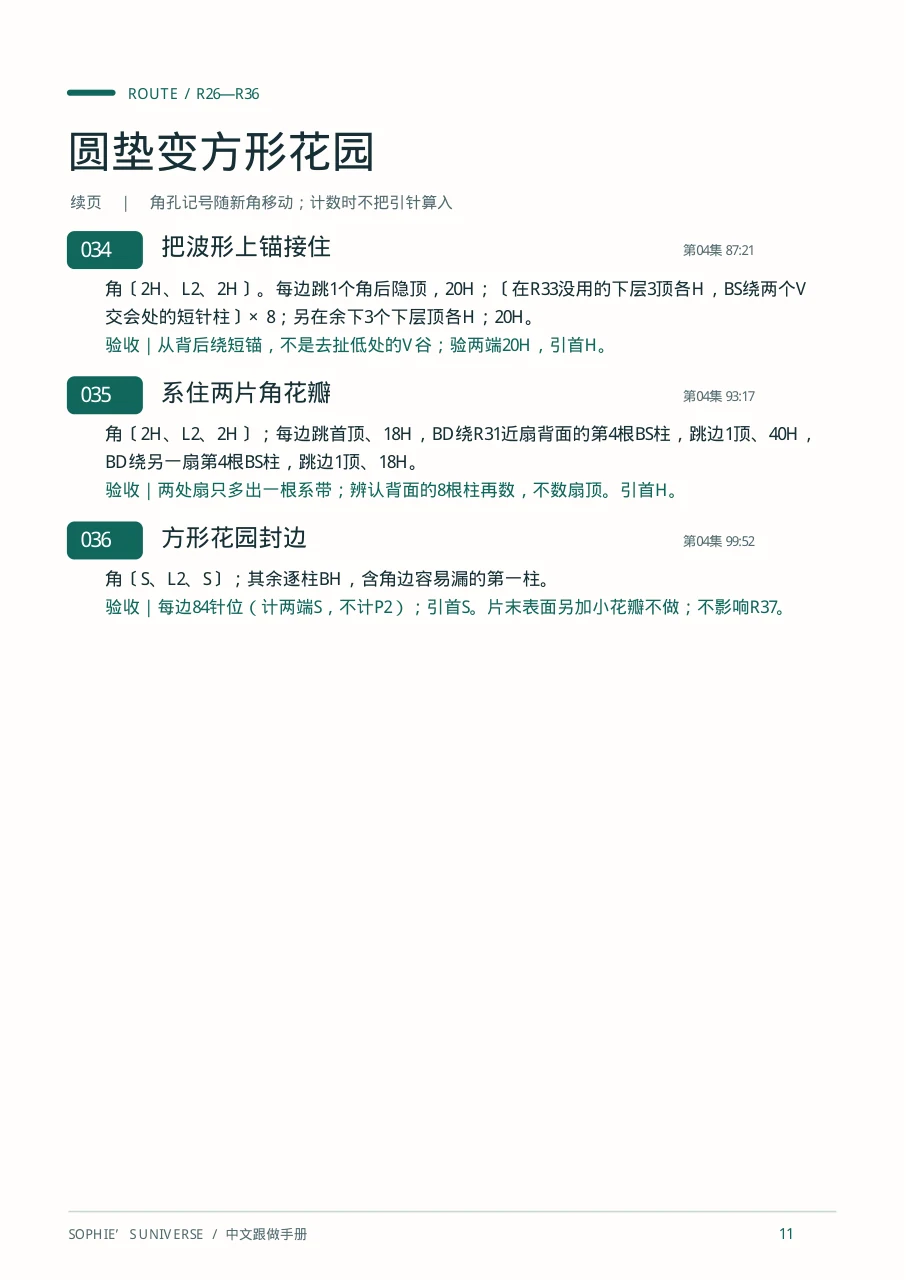 ROUTE / R26—R36
圆垫变方形花园
续页 | 角孔记号随新角移动；计数时不把引针算入
034 把波形上锚接住 第04集 87:21
角〔2H、L2、2H〕。每边跳1个角后隐顶，20H；〔在R33没用的下层3顶各H，BS绕两个V
交会处的短针柱〕× 8；另在余下3个下层顶各H；20H。
验收｜从背后绕短锚，不是去扯低处的V谷；验两端20H，引首H。
035 系住两片角花瓣 第04集 93:17
角〔2H、L2、2H〕；每边跳首顶、18H，BD绕R31近扇背面的第4根BS柱，跳边1顶、40H，
BD绕另一扇第4根BS柱，跳边1顶、18H。
验收｜两处扇只多出一根系带；辨认背面的8根柱再数，不数扇顶。引首H。
036 方形花园封边 第04集 99:52
角〔S、L2、S〕；其余逐柱BH，含角边容易漏的第一柱。
验收｜每边84针位（计两端S，不计P2）；引首S。片末表面另加小花瓣不做；不影响R37。
SOPHIE’ S UNIVERSE / 中文跟做手册 11